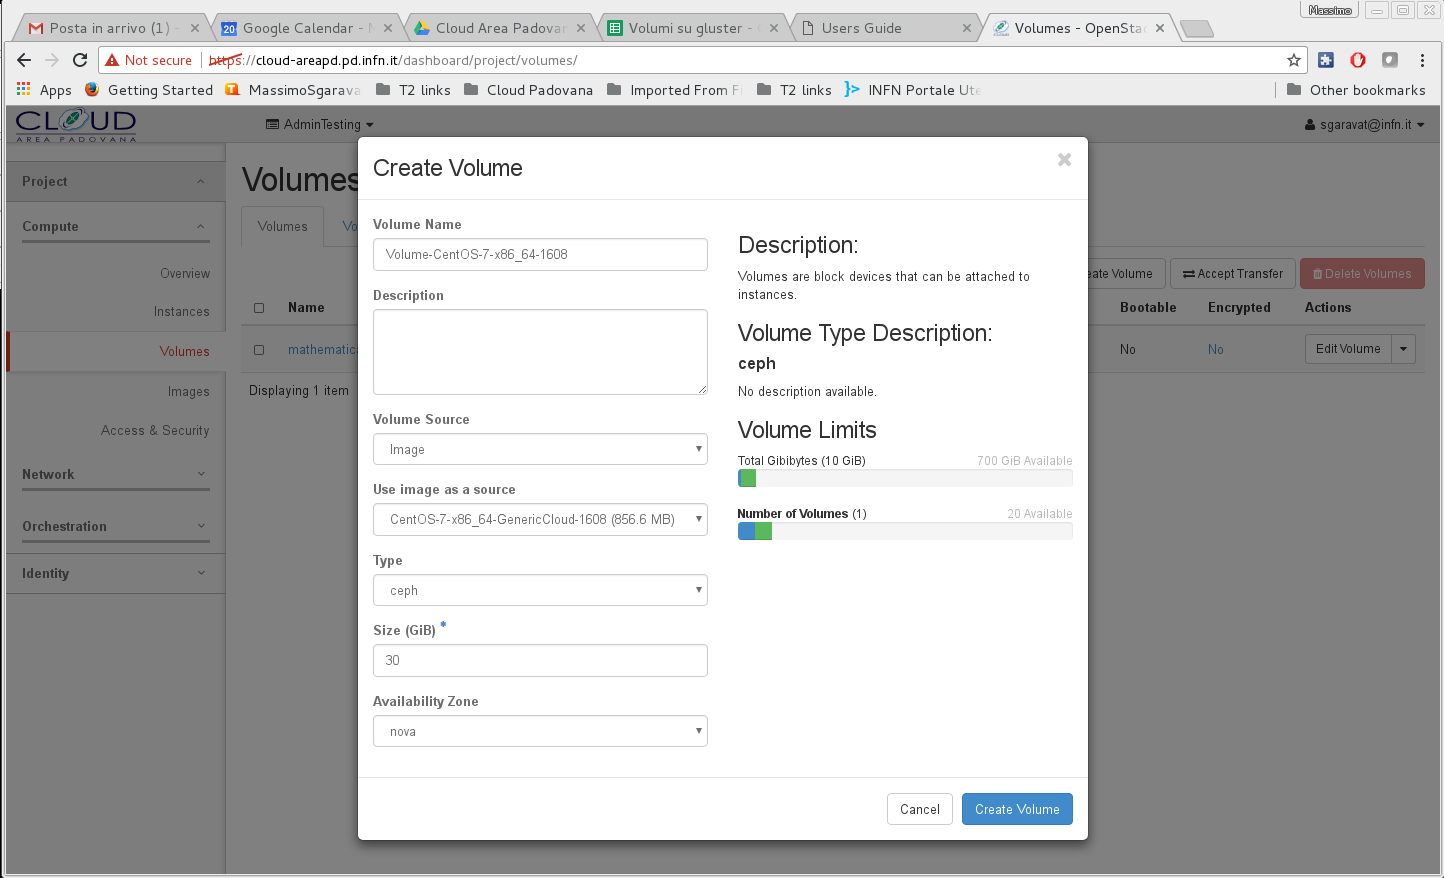 Massimo
Posta in arrivo (1) -
20 Google Calendar -
Cloud Area Padovan
Volumi su gluster -
Users Guide
Volumes - OpenStac
Not secure https://cloud-areapd.pd.infn.it/dashboard/project/volumes/
Apps Getting Started MassimoSgarava T2 links Cloud Padovana Imported From Fi T2 links INFN Portale Ute Other bookmarks
CLOUD
AREA PADOVANA
AdminTesting
sgaravat@infn.it
Project
Compute
Overview
Instances
Volumes
Images
Access & Security
Network
Orchestration
Identity
Volumes
Volumes Vo
eate Volume Accept Transfer Delete Volumes
Name Bootable Encrypted Actions
mathematic No No Edit Volume
Displaying 1 item
Create Volume
Volume Name
Volume-CentOS-7-x86_64-1608
Description
Volume Source
Image
Use image as a source
CentOS-7-x86_64-GenericCloud-1608 (856.6 MB)
Type
ceph
Size (GiB) *
30
Availability Zone
nova
Description:
Volumes are block devices that can be attached to
instances.
Volume Type Description:
ceph
No description available.
Volume Limits
Total Gibibytes (10 GiB) 700 GiB Available
Number of Volumes (1) 20 Available
Cancel Create Volume